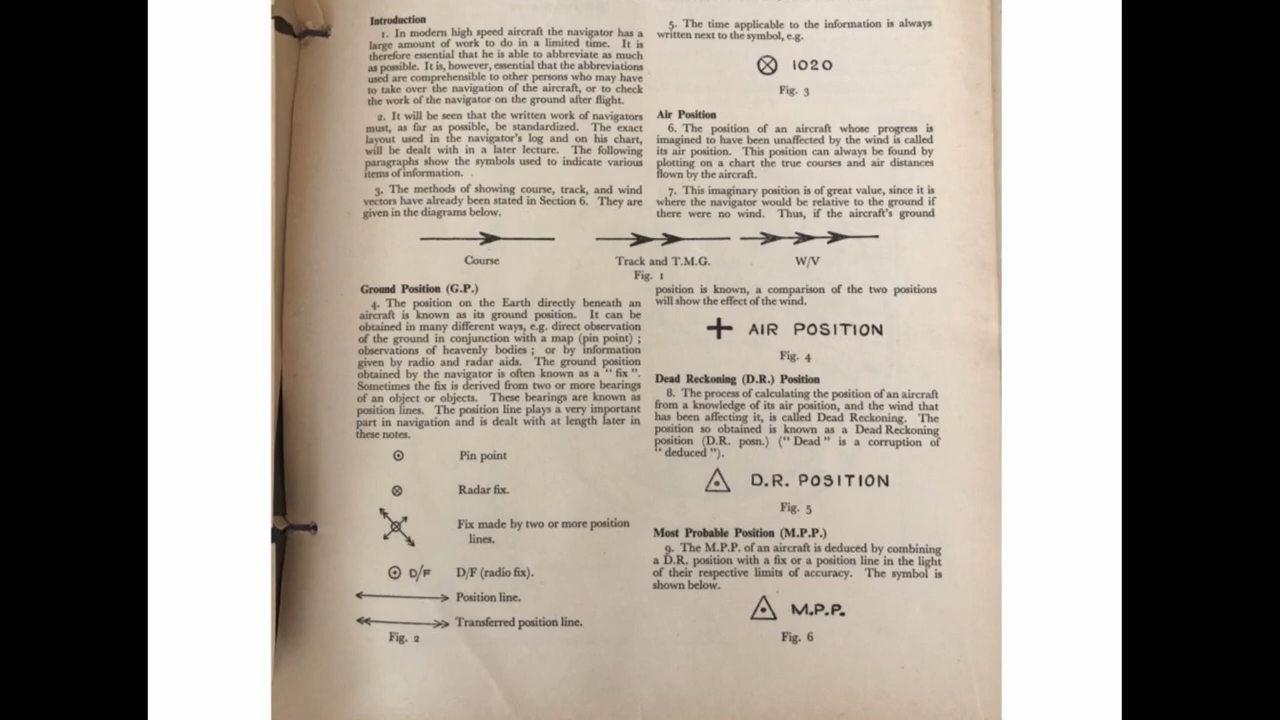 Introduction
1. In modern high speed aircraft the navigator has a
large amount of work to do in a limited time. It is
therefore essential that he is able to abbreviate as much
as possible. It is, however, essential that the abbreviations
used are comprehensible to other persons who may have
to take over the navigation of the aircraft, or to check
the work of the navigator on the ground after flight.
2. It will be seen that the written work of navigators
must, as far as possible, be standardized. The exact
layout used in the navigator's log and on his chart,
will be dealt with in a later lecture. The following
paragraphs show the symbols used to indicate various
items of information.
3. The methods of showing course, track, and wind
vectors have already been stated in Section 6. They are
given in the diagrams below.
5. The time applicable to the information is always
written next to the symbol, e.g.
1020
Fig. 3
Air Position
6. The position of an aircraft whose progress is
imagined to have been unaffected by the wind is called
its air position. This position can always be found by
plotting on a chart the true courses and air distances
flown by the aircraft.
7. This imaginary position is of great value, since it is
where the navigator would be relative to the ground if
there were no wind. Thus, if the aircraft's ground
Course
Track and T.M.G.
W/V
Fig. 1
Ground Position (G.P.)
4. The position on the Earth directly beneath an
aircraft is known as its ground position. It can be
obtained in many different ways, e.g. direct observation
of the ground in conjunction with a map (pin point) ;
observations of heavenly bodies ; or by information
given by radio and radar aids. The ground position
obtained by the navigator is often known as a " fix ".
Sometimes the fix is derived from two or more bearings
of an object or objects. These bearings are known as
position lines. The position line plays a very important
part in navigation and is dealt with at length later in
these notes.
Pin point
Radar fix.
Fix made by two or more position
lines.
D/F D/F (radio fix).
Position line.
Transferred position line.
Fig. 2
position is known, a comparison of the two positions
will show the effect of the wind.
AIR POSITION
Fig. 4
Dead Reckoning (D.R.) Position
8. The process of calculating the position of an aircraft
from a knowledge of its air position, and the wind that
has been affecting it, is called Dead Reckoning. The
position so obtained is known as a Dead Reckoning
position (D.R. posn.) (" Dead " is a corruption of
" deduced ").
D.R. POSITION
Fig. 5
Most Probable Position (M.P.P.)
9. The M.P.P. of an aircraft is deduced by combining
a D.R. position with a fix or a position line in the light
of their respective limits of accuracy. The symbol is
shown below.
M.P.P.
Fig. 6